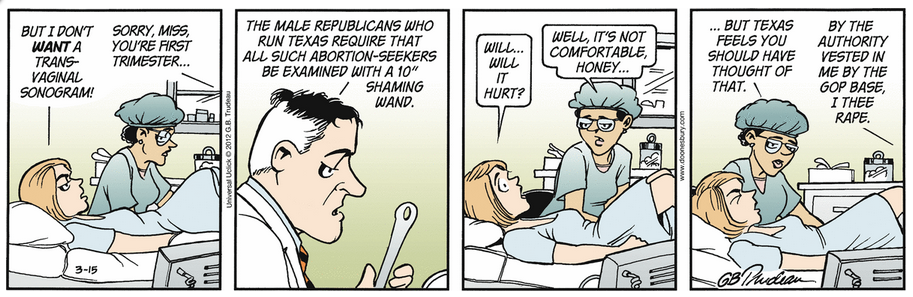 BUT I DON'T
WANT A
TRANS-
VAGINAL
SONOGRAM!
SORRY, MISS,
YOU'RE FIRST
TRIMESTER...
3-15
Universal Uclick © 2012 G.B. Trudeau
THE MALE REPUBLICANS WHO
RUN TEXAS REQUIRE THAT
ALL SUCH ABORTION-SEEKERS
BE EXAMINED WITH A 10"
SHAMING
WAND.
WILL...
WILL
IT
HURT?
WELL, IT'S NOT
COMFORTABLE,
HONEY...
www.doonesbury.com
... BUT TEXAS
FEELS YOU
SHOULD HAVE
THOUGHT OF
THAT.
BY THE
AUTHORITY
VESTED IN
ME BY THE
GOP BASE,
I THEE
RAPE.
GB Trudeau